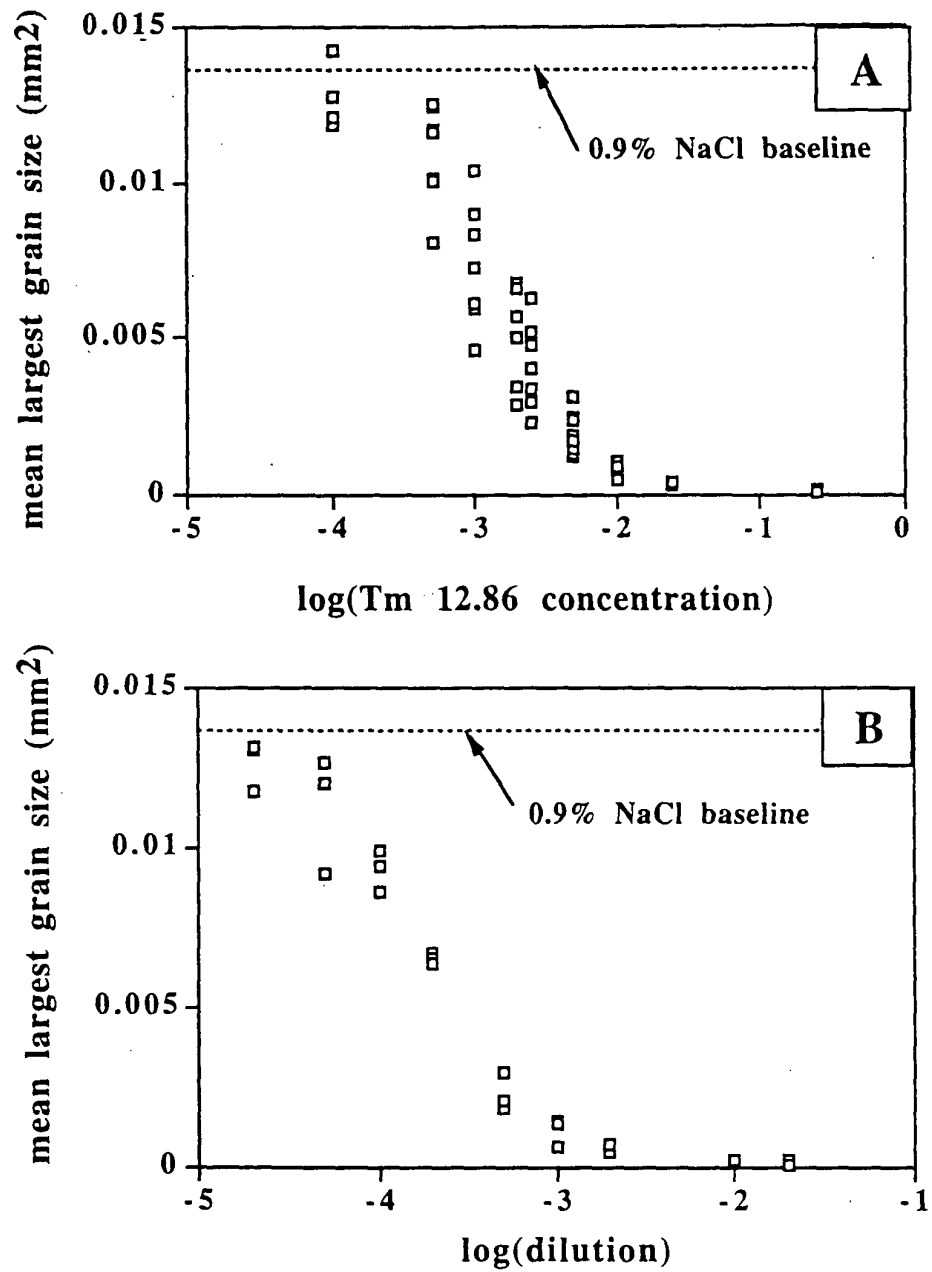 mean largest grain size (mm2)
0.015
0.01
0.005
0
A
0.9% NaCl baseline
-5 -4 -3 -2 -1 0
log(Tm 12.86 concentration)
mean largest grain size (mm2)
0.015
0.01
0.005
0
B
0.9% NaCl baseline
-5 -4 -3 -2 -1
log(dilution)